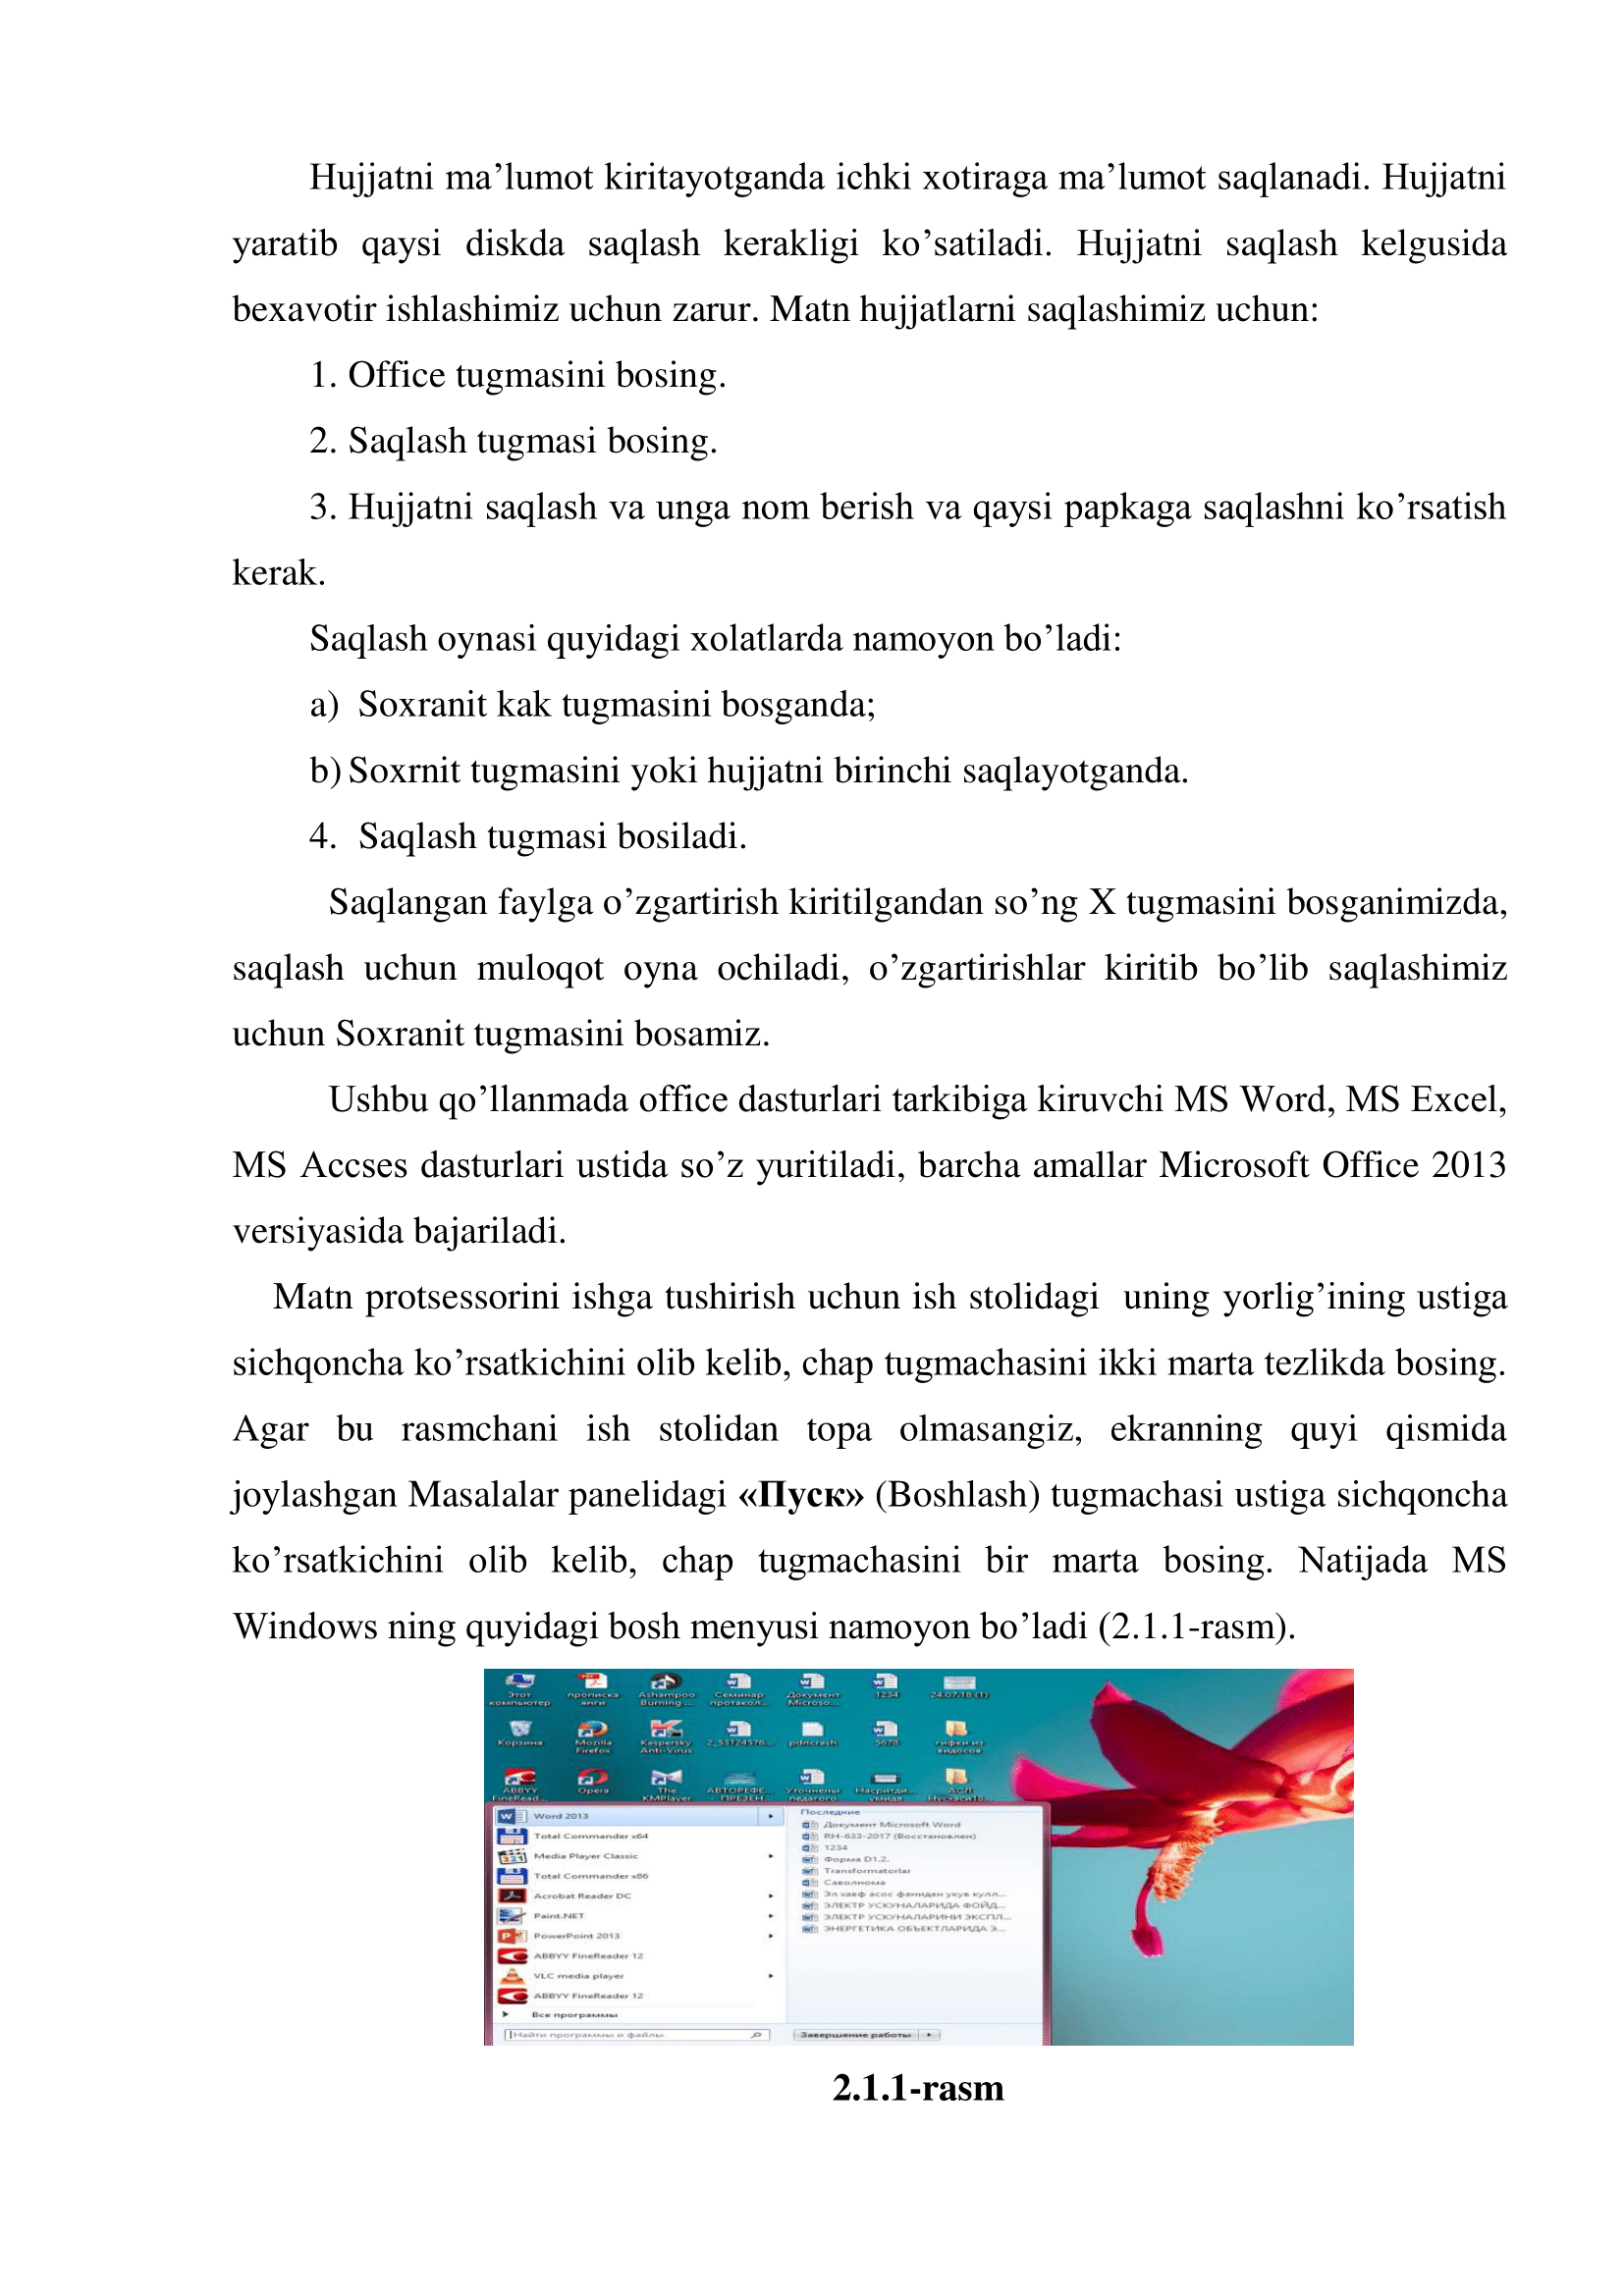 Hujjatni ma’lumot kiritayotganda ichki xotiraga ma’lumot saqlanadi. Hujjatni
yaratib qaysi diskda saqlash kerakligi ko’satiladi. Hujjatni saqlash kelgusida
bexavotir ishlashimiz uchun zarur. Matn hujjatlarni saqlashimiz uchun:
1. Office tugmasini bosing.
2. Saqlash tugmasi bosing.
3. Hujjatni saqlash va unga nom berish va qaysi papkaga saqlashni ko’rsatish
kerak.
Saqlash oynasi quyidagi xolatlarda namoyon bo’ladi:
a) Soxranit kak tugmasini bosganda;
b) Soxrnit tugmasini yoki hujjatni birinchi saqlayotganda.
4. Saqlash tugmasi bosiladi.
Saqlangan faylga o’zgartirish kiritilgandan so’ng X tugmasini bosganimizda,
saqlash uchun muloqot oyna ochiladi, o’zgartirishlar kiritib bo’lib saqlashimiz
uchun Soxranit tugmasini bosamiz.
Ushbu qo’llanmada office dasturlari tarkibiga kiruvchi MS Word, MS Excel,
MS Accses dasturlari ustida so’z yuritiladi, barcha amallar Microsoft Office 2013
versiyasida bajariladi.
Matn protsessorini ishga tushirish uchun ish stolidagi uning yorlig’ining ustiga
sichqoncha ko’rsatkichini olib kelib, chap tugmachasini ikki marta tezlikda bosing.
Agar bu rasmchani ish stolidan topa olmasangiz, ekranning quyi qismida
joylashgan Masalalar panelidagi «Пуск» (Boshlash) tugmachasi ustiga sichqoncha
ko’rsatkichini olib kelib, chap tugmachasini bir marta bosing. Natijada MS
Windows ning quyidagi bosh menyusi namoyon bo’ladi (2.1.1-rasm).
Этот компьютер
прописка янги
Ashampoo Burning ...
Семинар протакол...
Документ Microso...
1234
24.07.18 (1)
Корзина
Mozilla Firefox
Kaspersky Anti-Virus
2_53124576...
pdncrash
5678
гифки из видосов
ABBYY FineRead...
Opera
The KMPlayer
АВТОРЕФЕ... - ПРЕЗЕН...
Уточнены педагого...
Word 2013
Total Commander x64
Media Player Classic
Total Commander x86
Acrobat Reader DC
Paint.NET
PowerPoint 2013
ABBYY FineReader 12
VLC media player
ABBYY FineReader 12
Все программы
Найти программы и файлы
Последние
Документ Microsoft Word
RH-633-2017 (Восстановлен)
1234
Форма D1.2.
Transformatorlar
Саволнома
Эл хавф асос фанидан укув кулл...
ЭЛЕКТР УСКУНАЛАРИДА ФОЙД...
ЭЛЕКТР УСКУНАЛАРИНИ ЭКСПЛ...
ЭНЕРГЕТИКА ОБЪЕКТЛАРИДА Э...
Завершение работы
2.1.1-rasm